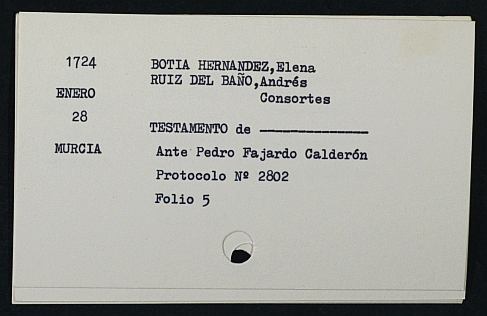 1724
BOTIA HERNANDEZ,Elena
RUIZ DEL BAÑO,Andrés
ENERO
Consortes
28
TESTAMENTO de ----------------
MURCIA
Ante Pedro Fajardo Calderón
Protocolo Nº 2802
Folio 5